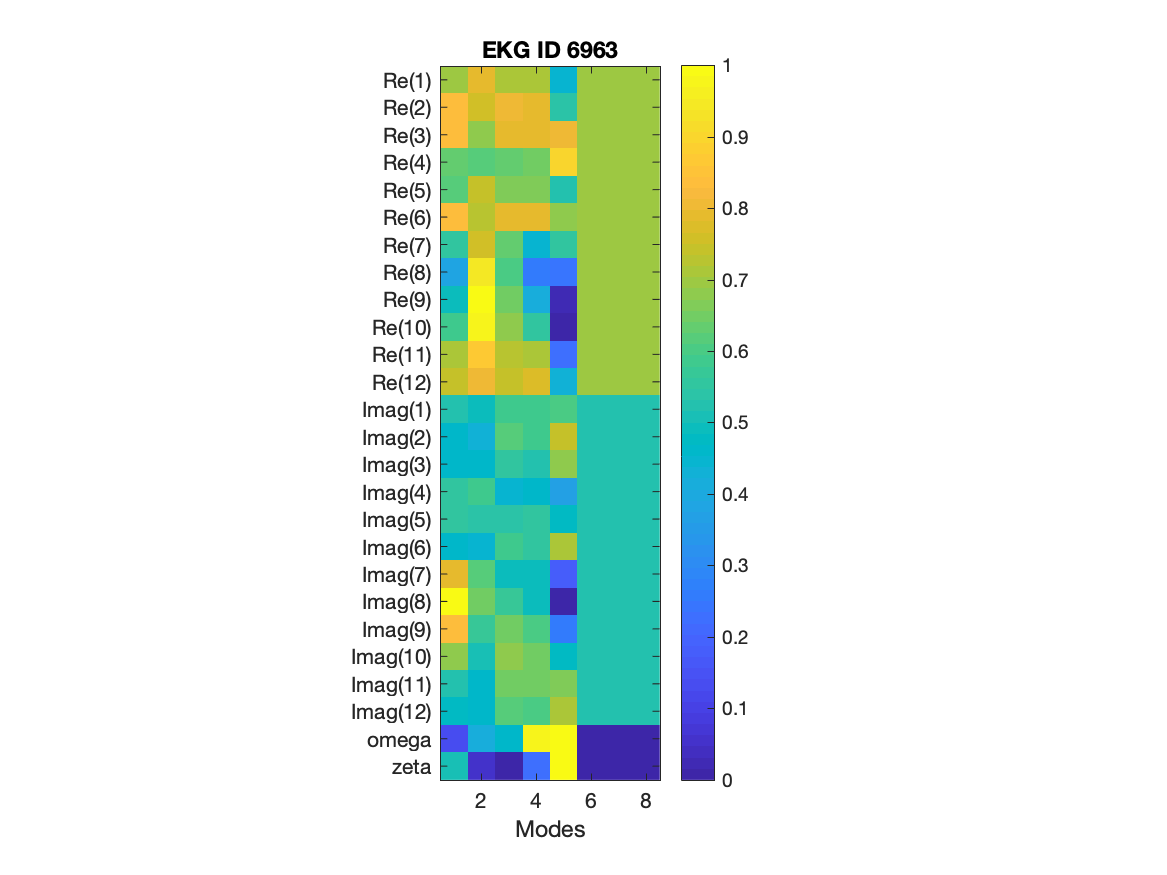 EKG ID 6963
Re(1)
Re(2)
Re(3)
Re(4)
Re(5)
Re(6)
Re(7)
Re(8)
Re(9)
Re(10)
Re(11)
Re(12)
Imag(1)
Imag(2)
Imag(3)
Imag(4)
Imag(5)
Imag(6)
Imag(7)
Imag(8)
Imag(9)
Imag(10)
Imag(11)
Imag(12)
omega
zeta
2 4 6 8
Modes
1
0.9
0.8
0.7
0.6
0.5
0.4
0.3
0.2
0.1
0